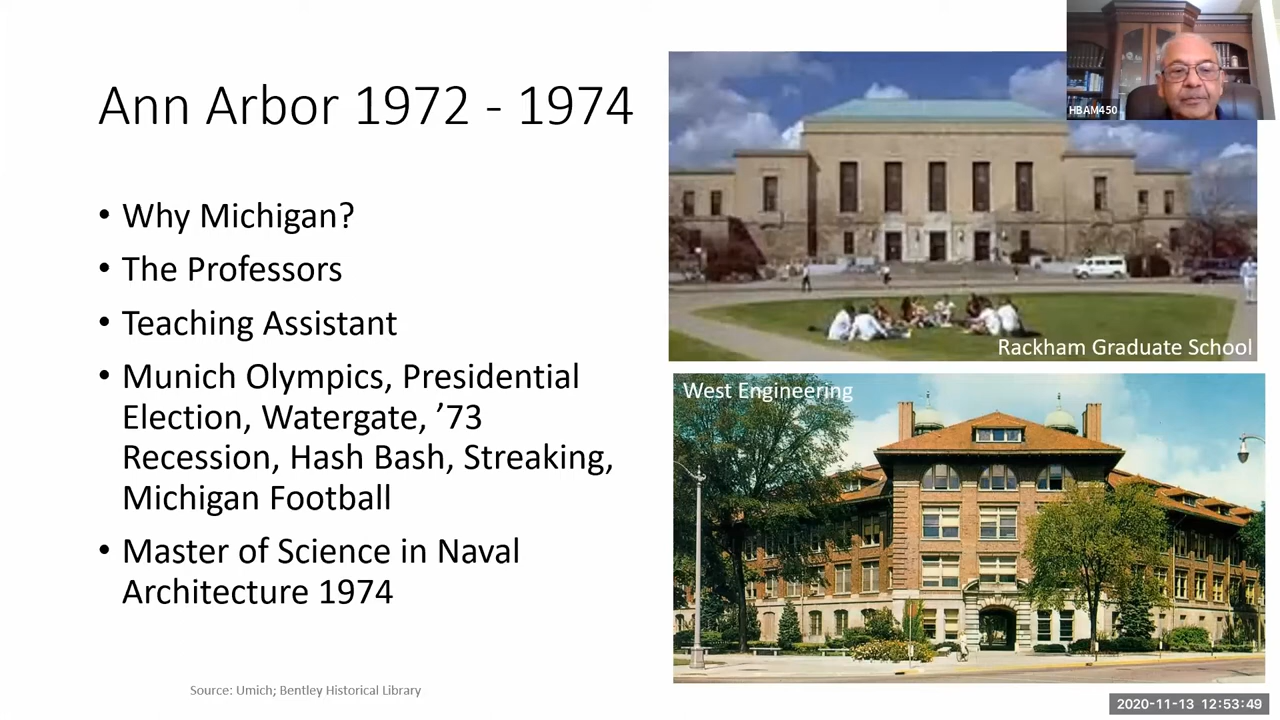 Ann Arbor 1972 - 1974
• Why Michigan?
• The Professors
• Teaching Assistant
• Munich Olympics, Presidential
Election, Watergate, ’73
Recession, Hash Bash, Streaking,
Michigan Football
• Master of Science in Naval
Architecture 1974
Source: Umich; Bentley Historical Library
HBAM450
Rackham Graduate School
West Engineering
2020-11-13 12:53:49